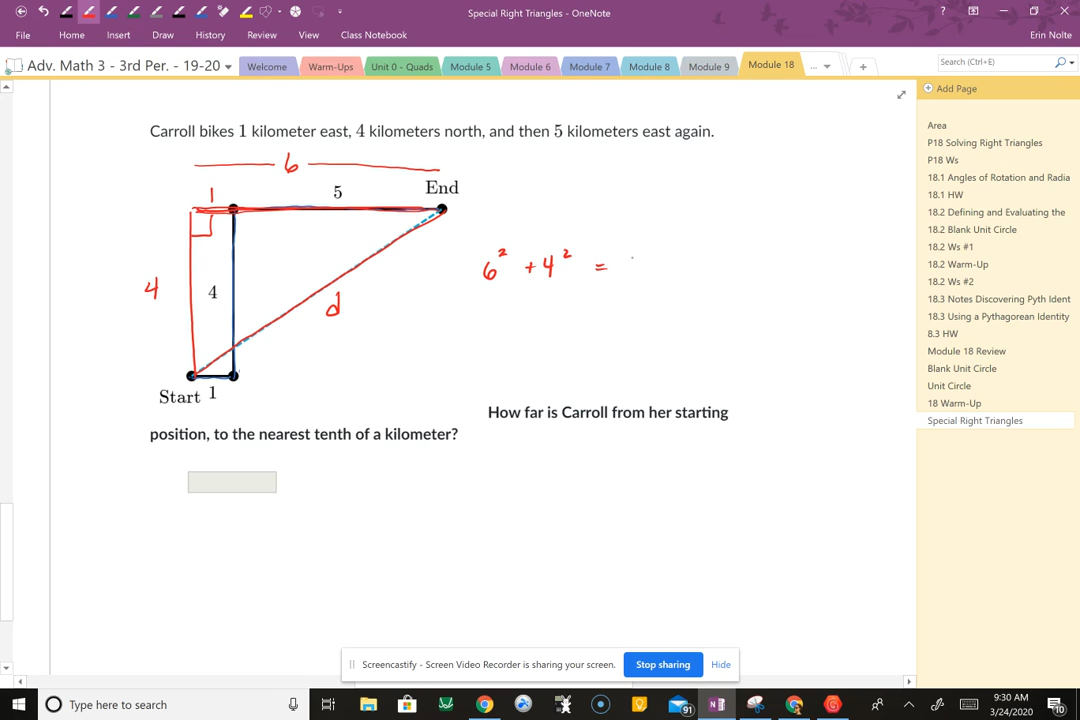 Special Right Triangles - OneNote
?
File
Home
Insert
Draw
History
Review
View
Class Notebook
Erin Nolte
Adv. Math 3 - 3rd Per. - 19-20
Welcome
Warm-Ups
Unit 0 - Quads
Module 5
Module 6
Module 7
Module 8
Module 9
Module 18
...
+
Search (Ctrl+E)
Add Page
Area
P18 Solving Right Triangles
P18 Ws
18.1 Angles of Rotation and Radia
18.1 HW
18.2 Defining and Evaluating the
18.2 Blank Unit Circle
18.2 Ws #1
18.2 Warm-Up
18.2 Ws #2
18.3 Notes Discovering Pyth Ident
18.3 Using a Pythagorean Identity
8.3 HW
Module 18 Review
Blank Unit Circle
Unit Circle
18 Warm-Up
Special Right Triangles
Carroll bikes 1 kilometer east, 4 kilometers north, and then 5 kilometers east again.
6
1
5
End
4
4
d
6² + 4² =
Start 1
How far is Carroll from her starting
position, to the nearest tenth of a kilometer?
Screencastify - Screen Video Recorder is sharing your screen.
Stop sharing
Hide
Type here to search
91
9:30 AM
3/24/2020
10